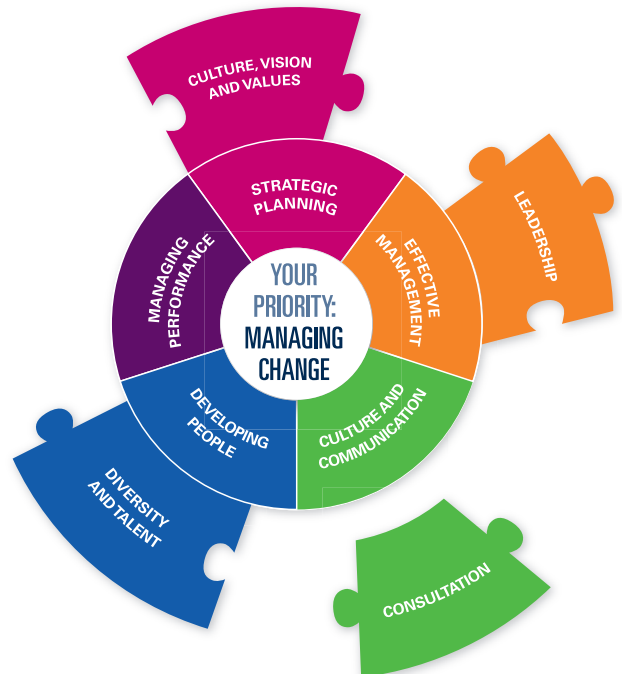 CULTURE, VISION
AND VALUES
STRATEGIC
PLANNING
LEADERSHIP
EFFECTIVE
MANAGEMENT
MANAGING
PERFORMANCE
YOUR
PRIORITY:
MANAGING
CHANGE
CULTURE AND
COMMUNICATION
DEVELOPING
PEOPLE
DIVERSITY
AND TALENT
CONSULTATION